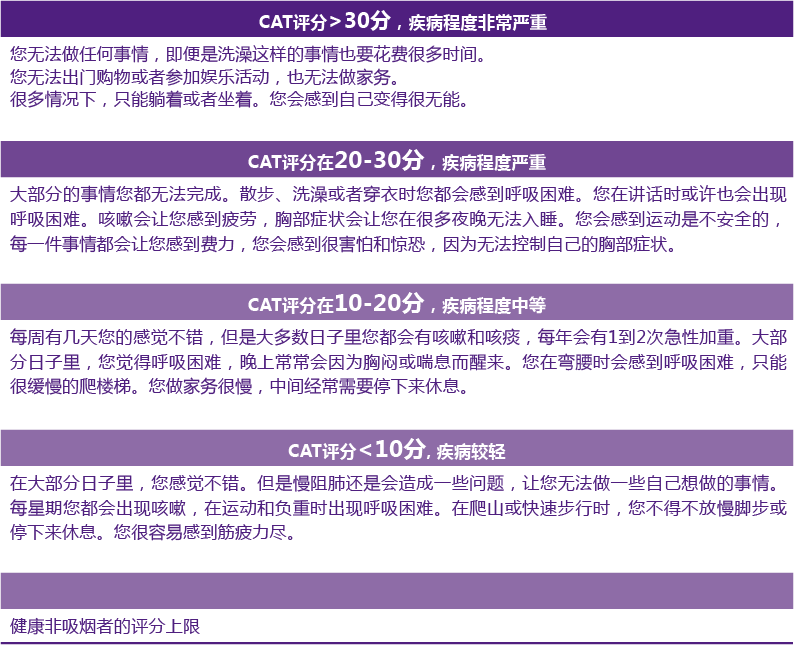 CAT评分>30分，疾病程度非常严重
您无法做任何事情，即便是洗澡这样的事情也要花费很多时间。
您无法出门购物或者参加娱乐活动，也无法做家务。
很多情况下，只能躺着或者坐着。您会感到自己变得很无能。
CAT评分在20-30分，疾病程度严重
大部分的事情您都无法完成。散步、洗澡或者穿衣时您都会感到呼吸困难。您在讲话时或许也会出现
呼吸困难。咳嗽会让您感到疲劳，胸部症状会让您在很多夜晚无法入睡。您会感到运动是不安全的，
每一件事情都会让您感到费力，您会感到很害怕和惊恐，因为无法控制自己的胸部症状。
CAT评分在10-20分，疾病程度中等
每周有几天您的感觉不错，但是大多数日子里您都会有咳嗽和咳痰，每年会有1到2次急性加重。大部
分日子里，您觉得呼吸困难，晚上常常会因为胸闷或喘息而醒来。您在弯腰时会感到呼吸困难，只能
很缓慢的爬楼梯。您做家务很慢，中间经常需要停下来休息。
CAT评分<10分, 疾病较轻
在大部分日子里，您感觉不错。但是慢阻肺还是会造成一些问题，让您无法做一些自己想做的事情。
每星期您都会出现咳嗽，在运动和负重时出现呼吸困难。在爬山或快速步行时，您不得不放慢脚步或
停下来休息。您很容易感到筋疲力尽。
健康非吸烟者的评分上限